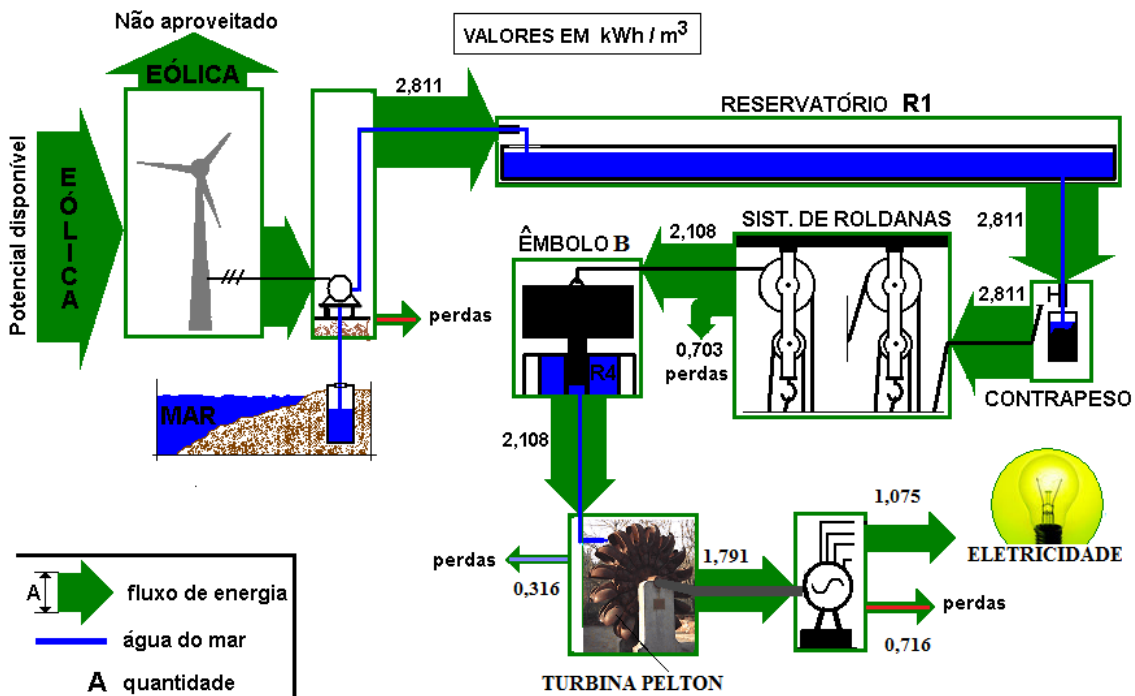 Não aproveitado
EÓLICA
VALORES EM kWh / m³
2,811
RESERVATÓRIO R1
Potencial disponível
EÓLICA
2,811
SIST. DE ROLDANAS
2,108
ÊMBOLO B
2,811
H
perdas
0,703
perdas
R4
CONTRAPESO
MAR
2,108
1,075
ELETRICIDADE
perdas
0,316
1,791
perdas
0,716
TURBINA PELTON
A fluxo de energia
água do mar
A quantidade